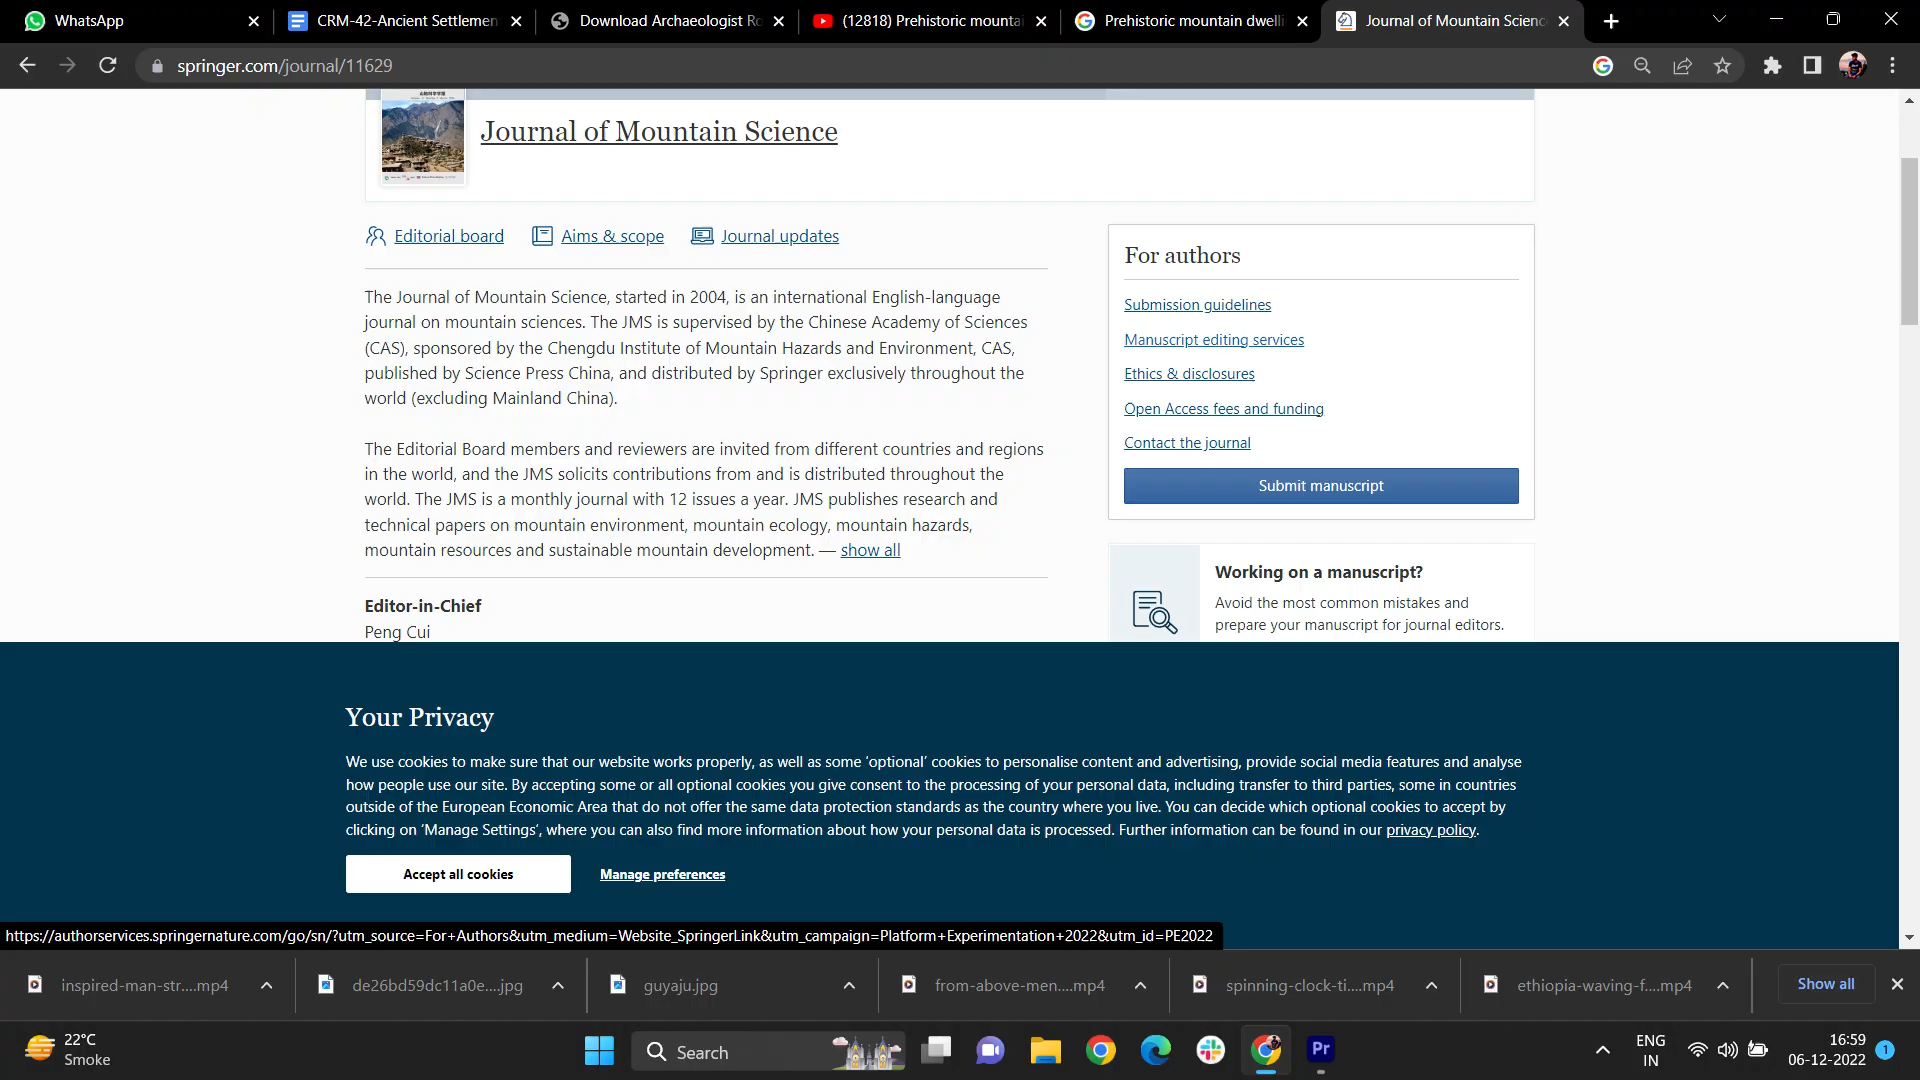 WhatsApp
CRM-42-Ancient Settlemen
Download Archaeologist Ro
(12818) Prehistoric mountai
Prehistoric mountain dwelli
Journal of Mountain Scienc
springer.com/journal/11629
Journal of Mountain Science
Editorial board
Aims & scope
Journal updates
The Journal of Mountain Science, started in 2004, is an international English-language
journal on mountain sciences. The JMS is supervised by the Chinese Academy of Sciences
(CAS), sponsored by the Chengdu Institute of Mountain Hazards and Environment, CAS,
published by Science Press China, and distributed by Springer exclusively throughout the
world (excluding Mainland China).
The Editorial Board members and reviewers are invited from different countries and regions
in the world, and the JMS solicits contributions from and is distributed throughout the
world. The JMS is a monthly journal with 12 issues a year. JMS publishes research and
technical papers on mountain environment, mountain ecology, mountain hazards,
mountain resources and sustainable mountain development. — show all
Editor-in-Chief
Peng Cui
For authors
Submission guidelines
Manuscript editing services
Ethics & disclosures
Open Access fees and funding
Contact the journal
Submit manuscript
Working on a manuscript?
Avoid the most common mistakes and
prepare your manuscript for journal editors.
Your Privacy
We use cookies to make sure that our website works properly, as well as some ‘optional’ cookies to personalise content and advertising, provide social media features and analyse
how people use our site. By accepting some or all optional cookies you give consent to the processing of your personal data, including transfer to third parties, some in countries
outside of the European Economic Area that do not offer the same data protection standards as the country where you live. You can decide which optional cookies to accept by
clicking on ‘Manage Settings‘, where you can also find more information about how your personal data is processed. Further information can be found in our privacy policy.
Accept all cookies
Manage preferences
https://authorservices.springernature.com/go/sn/?utm_source=For+Authors&utm_medium=Website_SpringerLink&utm_campaign=Platform+Experimentation+2022&utm_id=PE2022
inspired-man-str....mp4
de26bd59dc11a0e....jpg
guyaju.jpg
from-above-men....mp4
spinning-clock-ti....mp4
ethiopia-waving-f....mp4
Show all
22°C
Smoke
Search
Pr
ENG
IN
16:59
06-12-2022
1